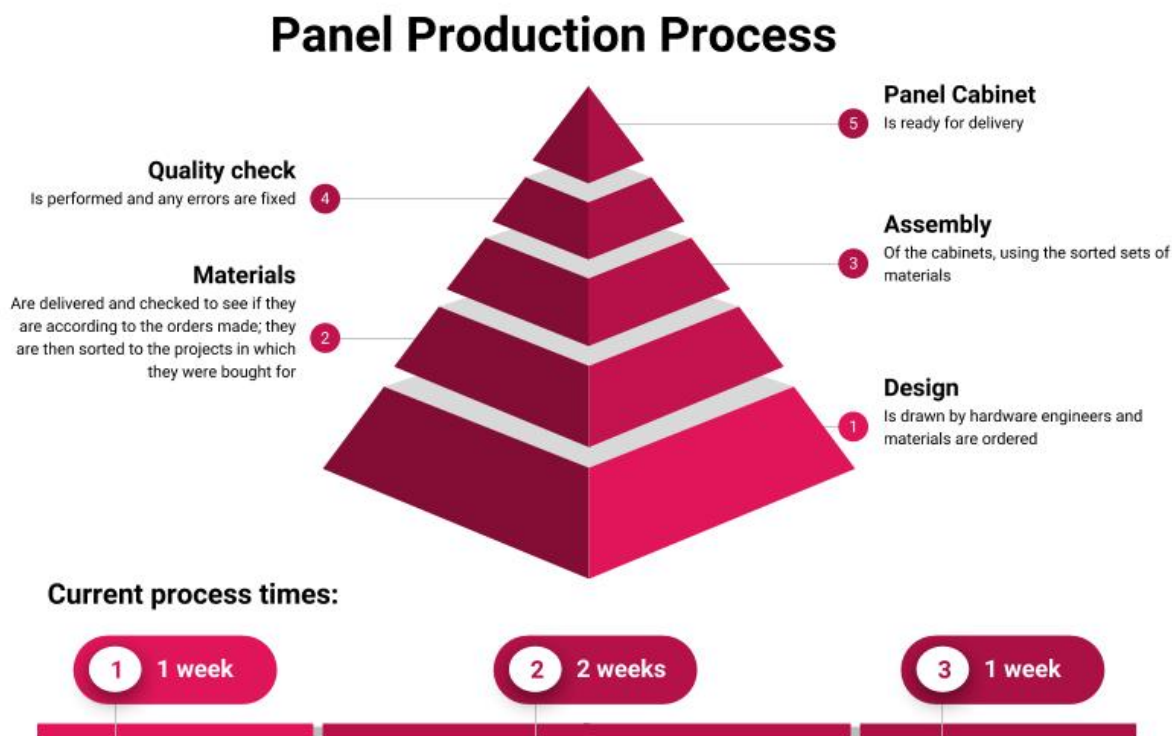 Panel Production Process
Panel Cabinet
5
Is ready for delivery
Quality check
Is performed and any errors are fixed
4
Assembly
3
Of the cabinets, using the sorted sets of
materials
Materials
Are delivered and checked to see if they
are according to the orders made; they
are then sorted to the projects in which
they were bought for
2
Design
1
Is drawn by hardware engineers and
materials are ordered
Current process times:
1 1 week
2 2 weeks
3 1 week